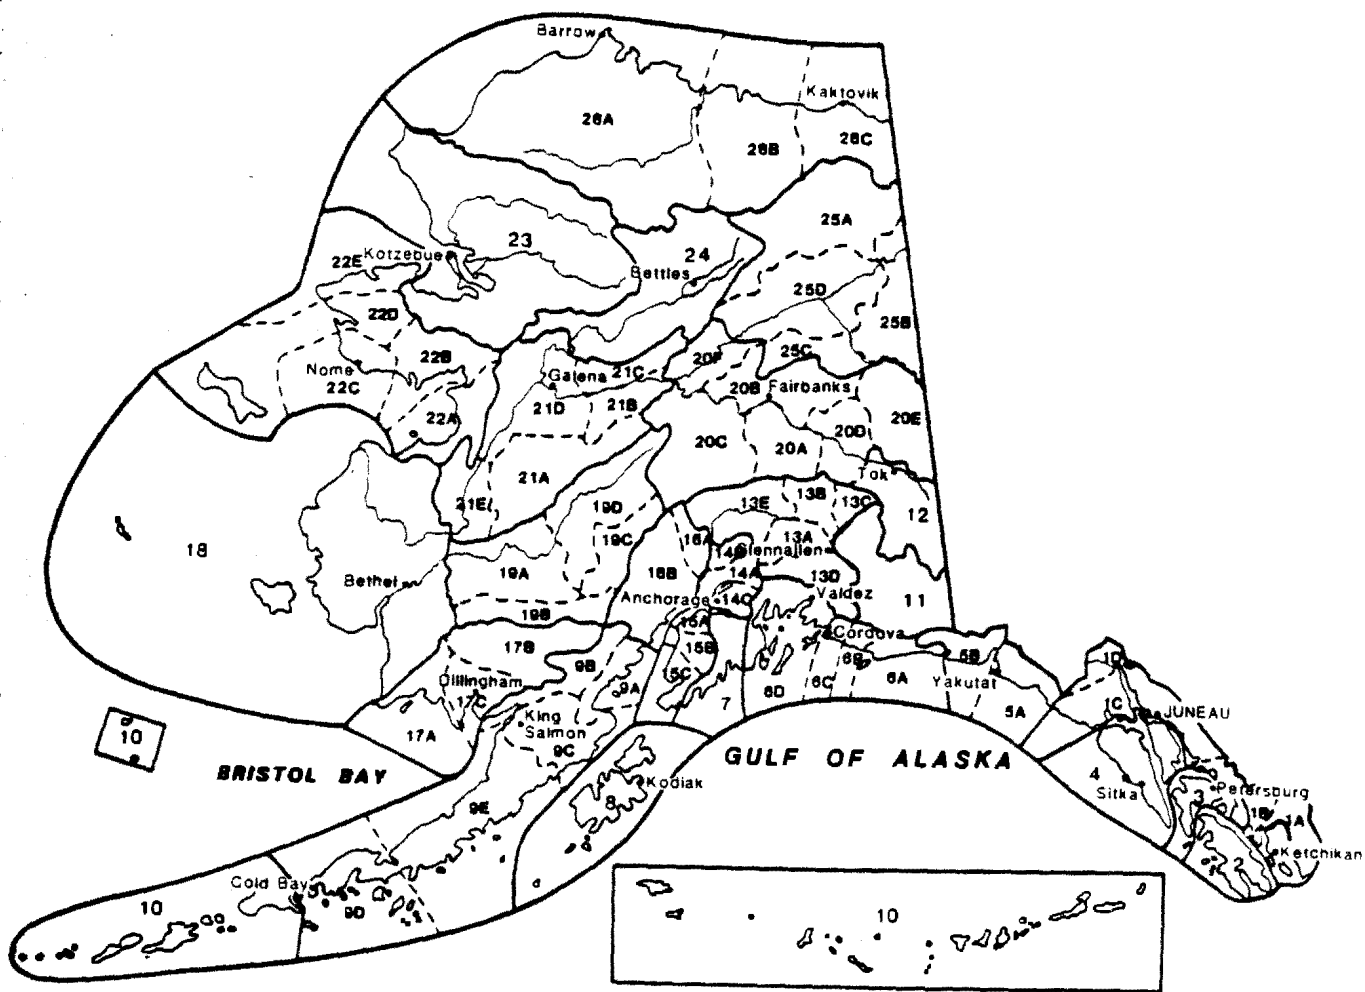 Barrow
Kaktovik
26A
26B
26C
25A
23
24
22E
Kotzebue
Bettles
25D
22D
25B
22B
20F
25C
Nome
22C
Galena
21C
20B
Fairbanks
22A
21D
21B
20D
20E
20C
20A
21A
Tok
21E
19D
13E
13B
13C
12
18
19C
16A
13A
14B
Glennallen
19A
16B
14A
13D
Bethel
Anchorage
14C
Valdez
11
19B
15A
Cordova
17B
15B
9B
6B
5B
1D
Dillingham
9A
15C
6D
6C
6A
Yakutat
17C
7
5A
1C
JUNEAU
King
Salmon
17A
9C
10
BRISTOL BAY
GULF OF ALASKA
4
Sitka
Kodiak
8
3
Petersburg
9E
1B
1A
Ketchikan
2
Cold Bay
9D
10
10